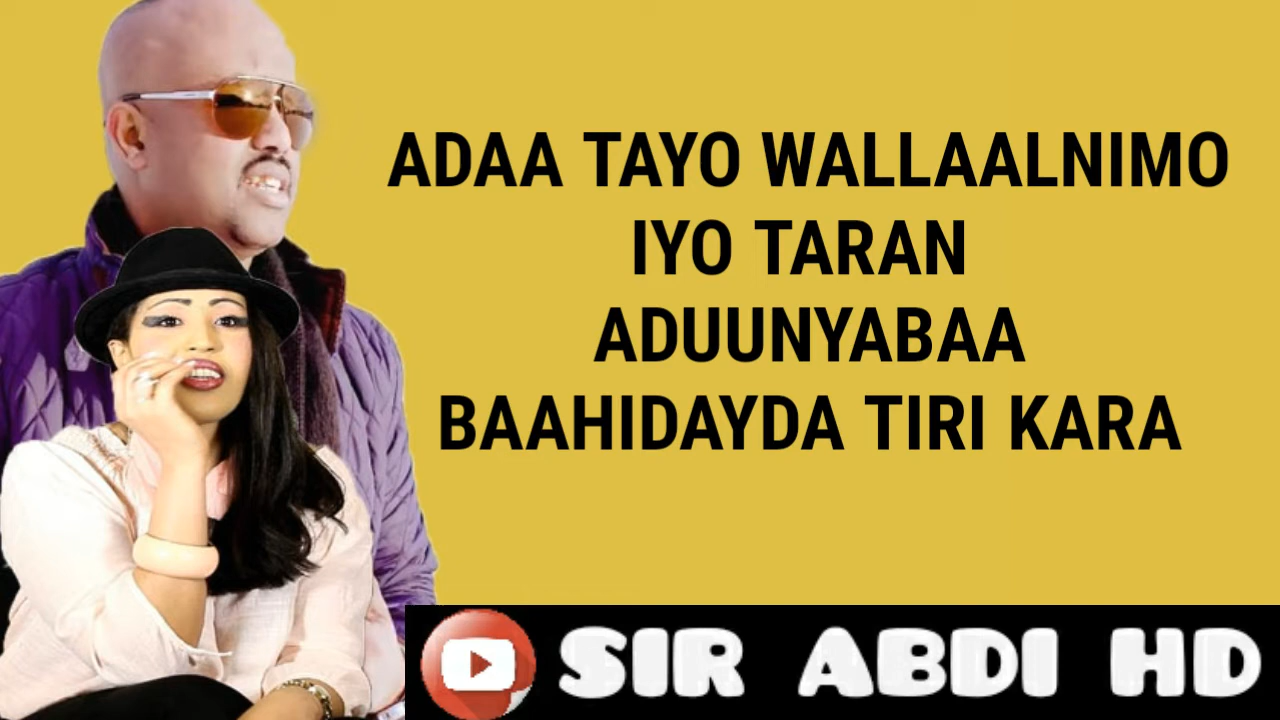 ADAA TAYO WALLAALNIMO
IYO TARAN
ADUUNYABAA
BAAHIDAYDA TIRI KARA
SIR ABDI HD